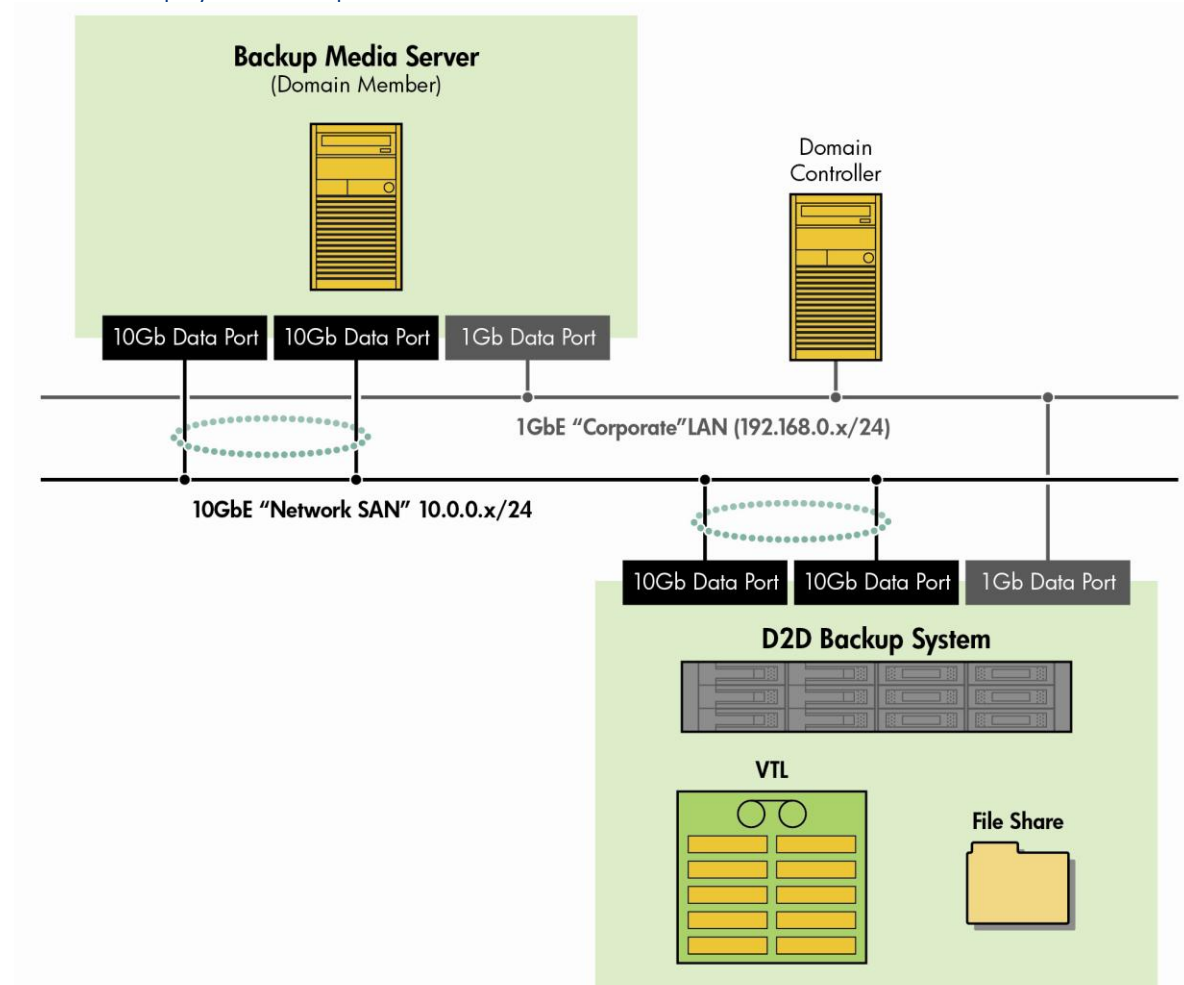 Backup Media Server
(Domain Member)
Domain
Controller
10Gb Data Port
10Gb Data Port
1Gb Data Port
1GbE “Corporate”LAN (192.168.0.x/24)
10GbE “Network SAN” 10.0.0.x/24
10Gb Data Port
10Gb Data Port
1Gb Data Port
D2D Backup System
VTL
File Share